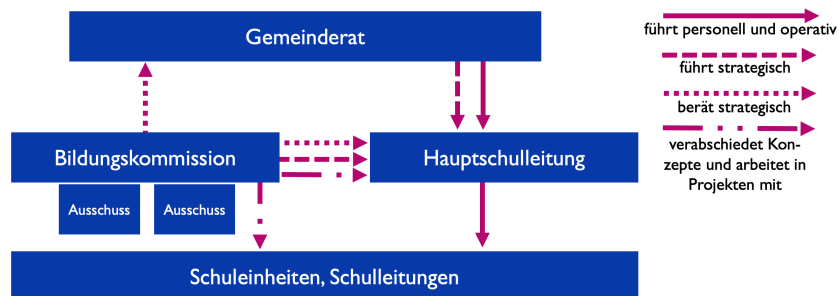 Gemeinderat
Bildungskommission
Hauptschulleitung
Ausschuss
Ausschuss
Schuleinheiten, Schulleitungen
führt personell und operativ
führt strategisch
berät strategisch
verabschiedet Kon-
zepte und arbeitet in
Projekten mit